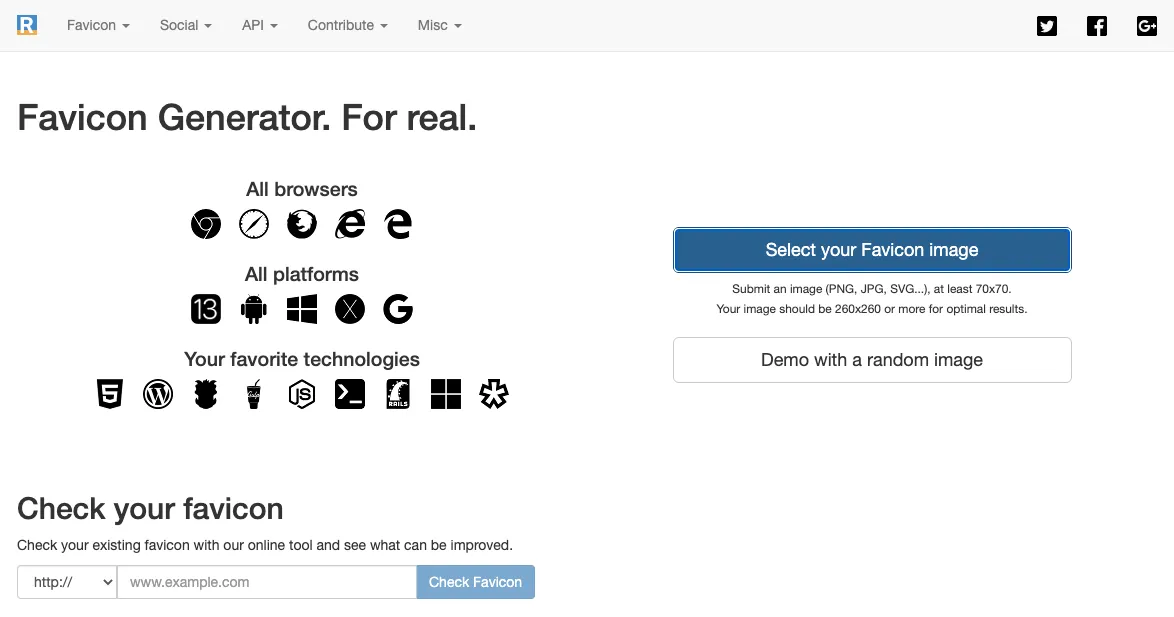 R Favicon Social API Contribute Misc G+
Favicon Generator. For real.
All browsers
All platforms
13 X G
Your favorite technologies
5 W Gulp JS >_ RAILS
Select your Favicon image
Submit an image (PNG, JPG, SVG...), at least 70x70.
Your image should be 260x260 or more for optimal results.
Demo with a random image
Check your favicon
Check your existing favicon with our online tool and see what can be improved.
http:// www.example.com Check Favicon